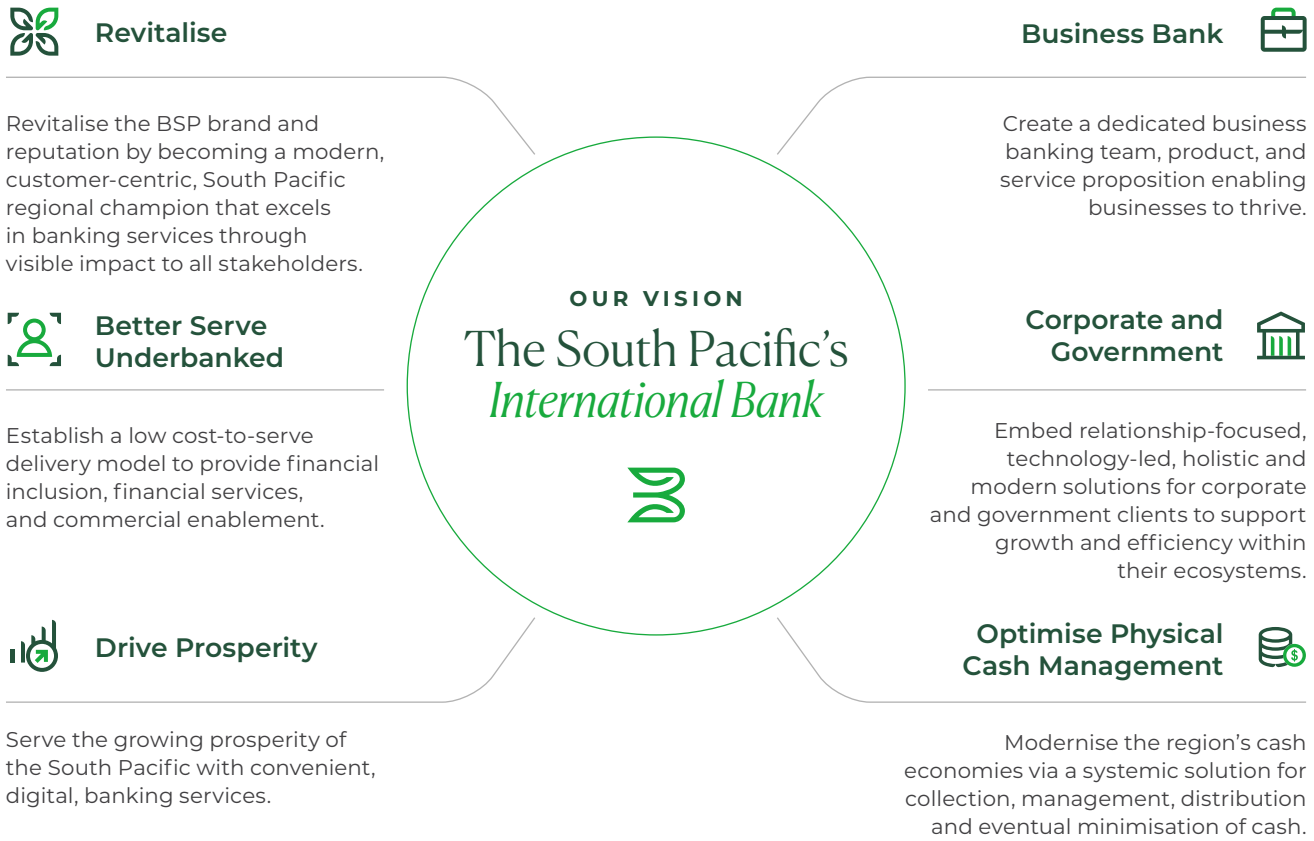 Revitalise
Revitalise the BSP brand and
reputation by becoming a modern,
customer-centric, South Pacific
regional champion that excels
in banking services through
visible impact to all stakeholders.
Better Serve
Underbanked
Establish a low cost-to-serve
delivery model to provide financial
inclusion, financial services,
and commercial enablement.
Drive Prosperity
Serve the growing prosperity of
the South Pacific with convenient,
digital, banking services.
OUR VISION
The South Pacific's
International Bank
Business Bank
Create a dedicated business
banking team, product, and
service proposition enabling
businesses to thrive.
Corporate and
Government
Embed relationship-focused,
technology-led, holistic and
modern solutions for corporate
and government clients to support
growth and efficiency within
their ecosystems.
Optimise Physical
Cash Management
$
Modernise the region's cash
economies via a systemic solution for
collection, management, distribution
and eventual minimisation of cash.